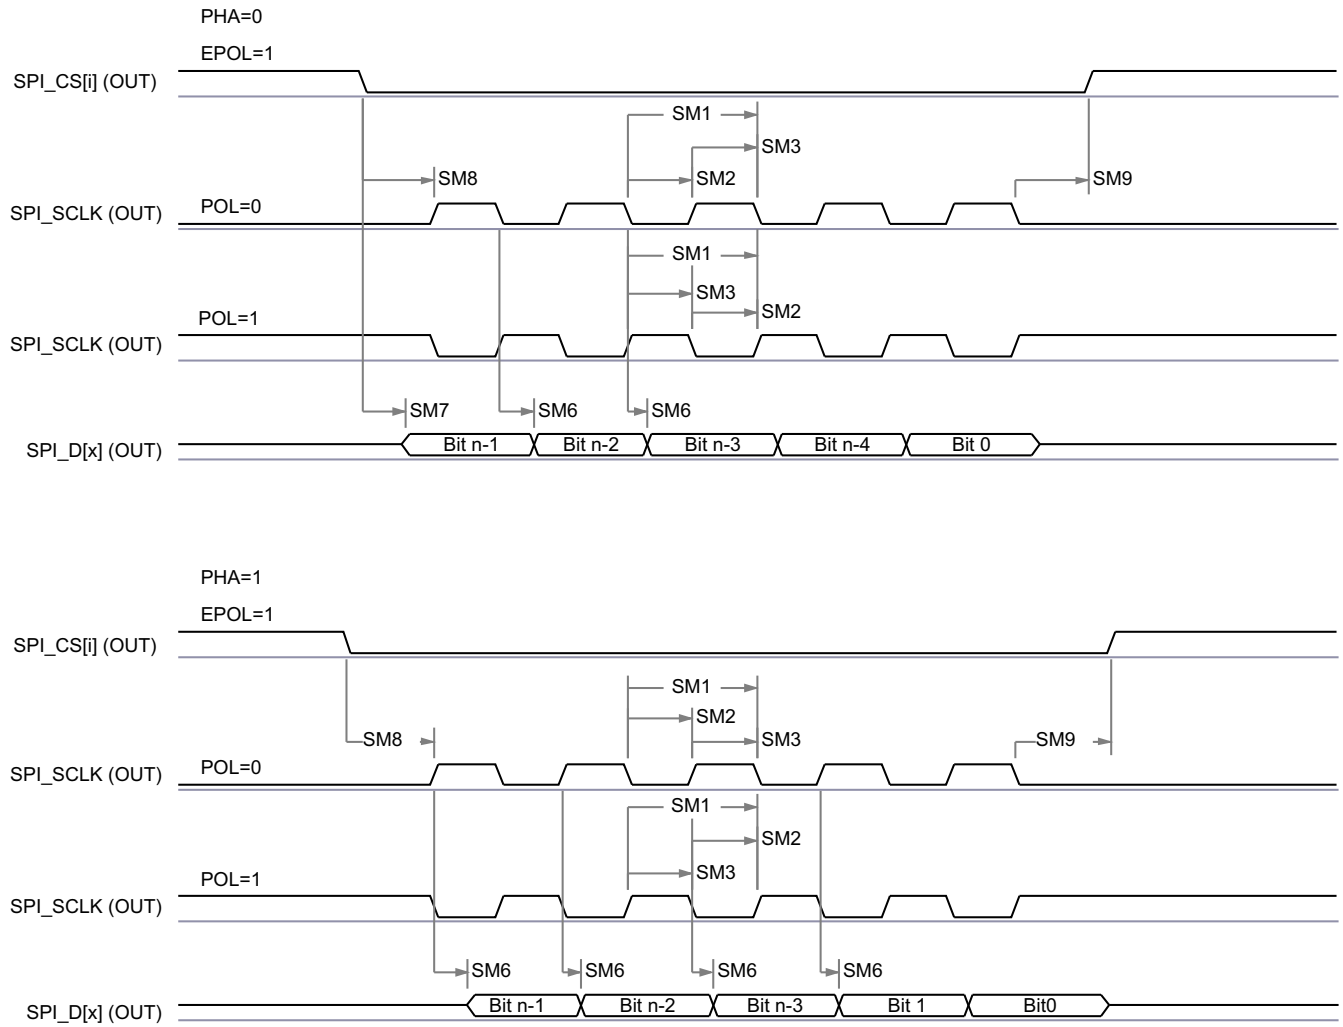 PHA=0
EPOL=1
SPI_CS[i] (OUT)
SM1
SM3
SM8
SM2
SM9
SPI_SCLK (OUT)
POL=0
SM1
SM3
SM2
POL=1
SPI_SCLK (OUT)
SM7
SM6
SM6
SPI_D[x] (OUT)
Bit n-1
Bit n-2
Bit n-3
Bit n-4
Bit 0
PHA=1
EPOL=1
SPI_CS[i] (OUT)
SM1
SM2
SM8
SM3
SM9
SPI_SCLK (OUT)
POL=0
SM1
SM2
SM3
POL=1
SPI_SCLK (OUT)
SM6
SM6
SM6
SM6
SPI_D[x] (OUT)
Bit n-1
Bit n-2
Bit n-3
Bit 1
Bit0